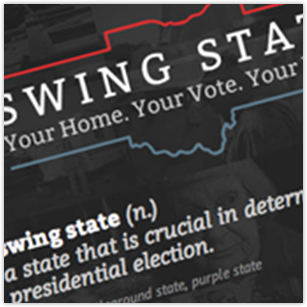 SWING STAT
Your Home. Your Vote. Your
swing state (n.)
a state that is crucial in determ
presidential election.
ground state, purple state